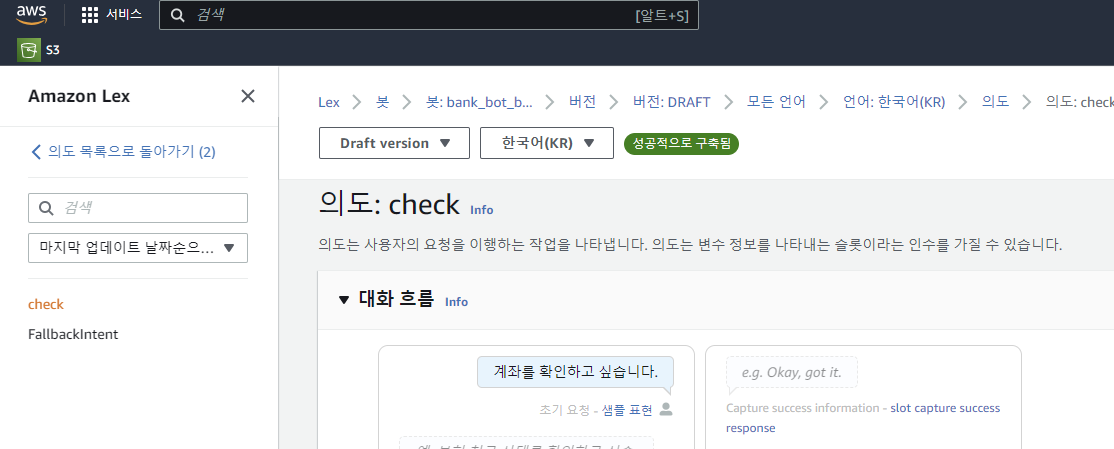 aws
서비스
검색
[알트+S]
S3
Amazon Lex
Lex > 봇 > 봇: bank_bot_b... > 버전 > 버전: DRAFT > 모든 언어 > 언어: 한국어(KR) > 의도 > 의도: check
Draft version
한국어(KR)
성공적으로 구축됨
의도 목록으로 돌아가기 (2)
검색
마지막 업데이트 날짜순으...
check
FallbackIntent
의도: check Info
의도는 사용자의 요청을 이행하는 작업을 나타냅니다. 의도는 변수 정보를 나타내는 슬롯이라는 인수를 가질 수 있습니다.
대화 흐름 Info
계좌를 확인하고 싶습니다.
초기 요청 - 샘플 표현
e.g. Okay, got it.
Capture success information - slot capture success
response